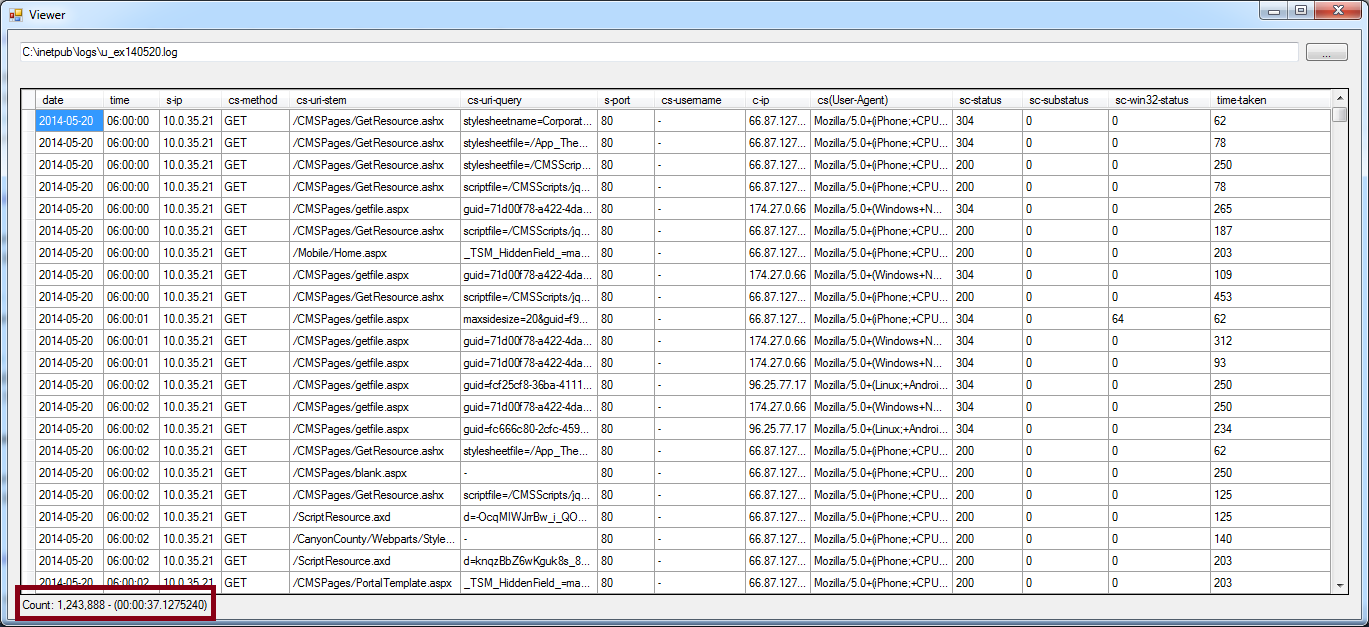 Viewer
C:\inetpub\logs\u_ex140520.log
...
date time s-ip cs-method cs-uri-stem cs-uri-query s-port cs-username c-ip cs(User-Agent) sc-status sc-substatus sc-win32-status time-taken
2014-05-20 06:00:00 10.0.35.21 GET /CMSPages/GetResource.ashx stylesheetname=Corporat... 80 - 66.87.127... Mozilla/5.0+(iPhone;+CPU... 304 0 0 62
2014-05-20 06:00:00 10.0.35.21 GET /CMSPages/GetResource.ashx stylesheetfile=/App_The... 80 - 66.87.127... Mozilla/5.0+(iPhone;+CPU... 304 0 0 78
2014-05-20 06:00:00 10.0.35.21 GET /CMSPages/GetResource.ashx stylesheetfile=/CMSScrip... 80 - 66.87.127... Mozilla/5.0+(iPhone;+CPU... 200 0 0 250
2014-05-20 06:00:00 10.0.35.21 GET /CMSPages/GetResource.ashx scriptfile=/CMSScripts/jq... 80 - 66.87.127... Mozilla/5.0+(iPhone;+CPU... 200 0 0 78
2014-05-20 06:00:00 10.0.35.21 GET /CMSPages/getfile.aspx guid=71d00f78-a422-4da... 80 - 174.27.0.66 Mozilla/5.0+(Windows+N... 304 0 0 265
2014-05-20 06:00:00 10.0.35.21 GET /CMSPages/GetResource.ashx scriptfile=/CMSScripts/jq... 80 - 66.87.127... Mozilla/5.0+(iPhone;+CPU... 200 0 0 187
2014-05-20 06:00:00 10.0.35.21 GET /Mobile/Home.aspx _TSM_HiddenField_=ma... 80 - 66.87.127... Mozilla/5.0+(iPhone;+CPU... 200 0 0 203
2014-05-20 06:00:00 10.0.35.21 GET /CMSPages/getfile.aspx guid=71d00f78-a422-4da... 80 - 174.27.0.66 Mozilla/5.0+(Windows+N... 304 0 0 109
2014-05-20 06:00:00 10.0.35.21 GET /CMSPages/GetResource.ashx scriptfile=/CMSScripts/jq... 80 - 66.87.127... Mozilla/5.0+(iPhone;+CPU... 200 0 0 453
2014-05-20 06:00:01 10.0.35.21 GET /CMSPages/getfile.aspx maxsidesize=20&guid=f9... 80 - 66.87.127... Mozilla/5.0+(iPhone;+CPU... 304 0 64 62
2014-05-20 06:00:01 10.0.35.21 GET /CMSPages/getfile.aspx guid=71d00f78-a422-4da... 80 - 174.27.0.66 Mozilla/5.0+(Windows+N... 304 0 0 312
2014-05-20 06:00:01 10.0.35.21 GET /CMSPages/getfile.aspx guid=71d00f78-a422-4da... 80 - 174.27.0.66 Mozilla/5.0+(Windows+N... 304 0 0 93
2014-05-20 06:00:02 10.0.35.21 GET /CMSPages/getfile.aspx guid=fcf25cf8-36ba-4111... 80 - 96.25.77.17 Mozilla/5.0+(Linux;+Androi... 304 0 0 250
2014-05-20 06:00:02 10.0.35.21 GET /CMSPages/getfile.aspx guid=71d00f78-a422-4da... 80 - 174.27.0.66 Mozilla/5.0+(Windows+N... 304 0 0 250
2014-05-20 06:00:02 10.0.35.21 GET /CMSPages/getfile.aspx guid=fc666c80-2cfc-459... 80 - 96.25.77.17 Mozilla/5.0+(Linux;+Androi... 304 0 0 234
2014-05-20 06:00:02 10.0.35.21 GET /CMSPages/GetResource.ashx stylesheetfile=/App_The... 80 - 66.87.127... Mozilla/5.0+(iPhone;+CPU... 200 0 0 62
2014-05-20 06:00:02 10.0.35.21 GET /CMSPages/blank.aspx - 80 - 66.87.127... Mozilla/5.0+(iPhone;+CPU... 200 0 0 250
2014-05-20 06:00:02 10.0.35.21 GET /CMSPages/GetResource.ashx scriptfile=/CMSScripts/jq... 80 - 66.87.127... Mozilla/5.0+(iPhone;+CPU... 200 0 0 125
2014-05-20 06:00:02 10.0.35.21 GET /ScriptResource.axd d=-OcqMIWJrrBw_i_QO... 80 - 66.87.127... Mozilla/5.0+(iPhone;+CPU... 200 0 0 125
2014-05-20 06:00:02 10.0.35.21 GET /CanyonCounty/Webparts/Style... - 80 - 66.87.127... Mozilla/5.0+(iPhone;+CPU... 200 0 0 140
2014-05-20 06:00:02 10.0.35.21 GET /ScriptResource.axd d=knqzBbZ6wKguk8s_8... 80 - 66.87.127... Mozilla/5.0+(iPhone;+CPU... 200 0 0 203
2014-05-20 06:00:02 10.0.35.21 GET /CMSPages/PortalTemplate.aspx _TSM_HiddenField_=ma... 80 - 66.87.127... Mozilla/5.0+(iPhone;+CPU... 200 0 0 203
Count: 1,243,888 - (00:00:37.1275240)